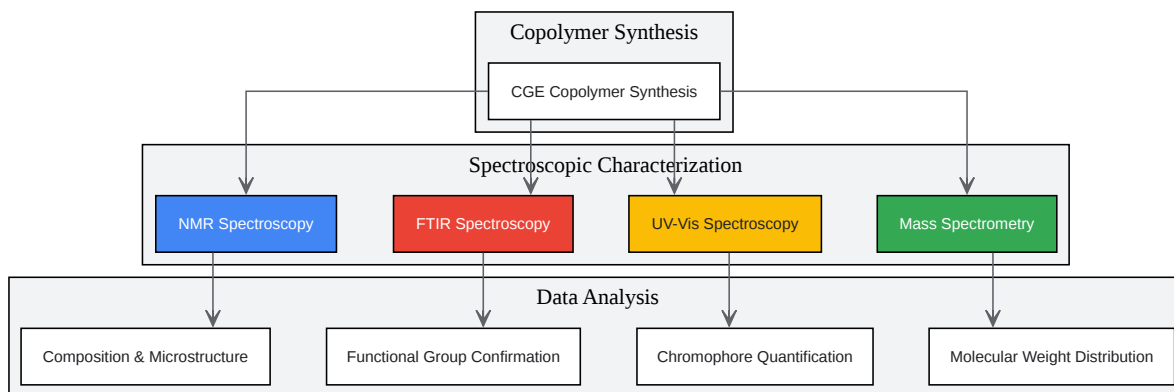 Copolymer Synthesis
CGE Copolymer Synthesis
Spectroscopic Characterization
NMR Spectroscopy
FTIR Spectroscopy
UV-Vis Spectroscopy
Mass Spectrometry
Data Analysis
Composition & Microstructure
Functional Group Confirmation
Chromophore Quantification
Molecular Weight Distribution